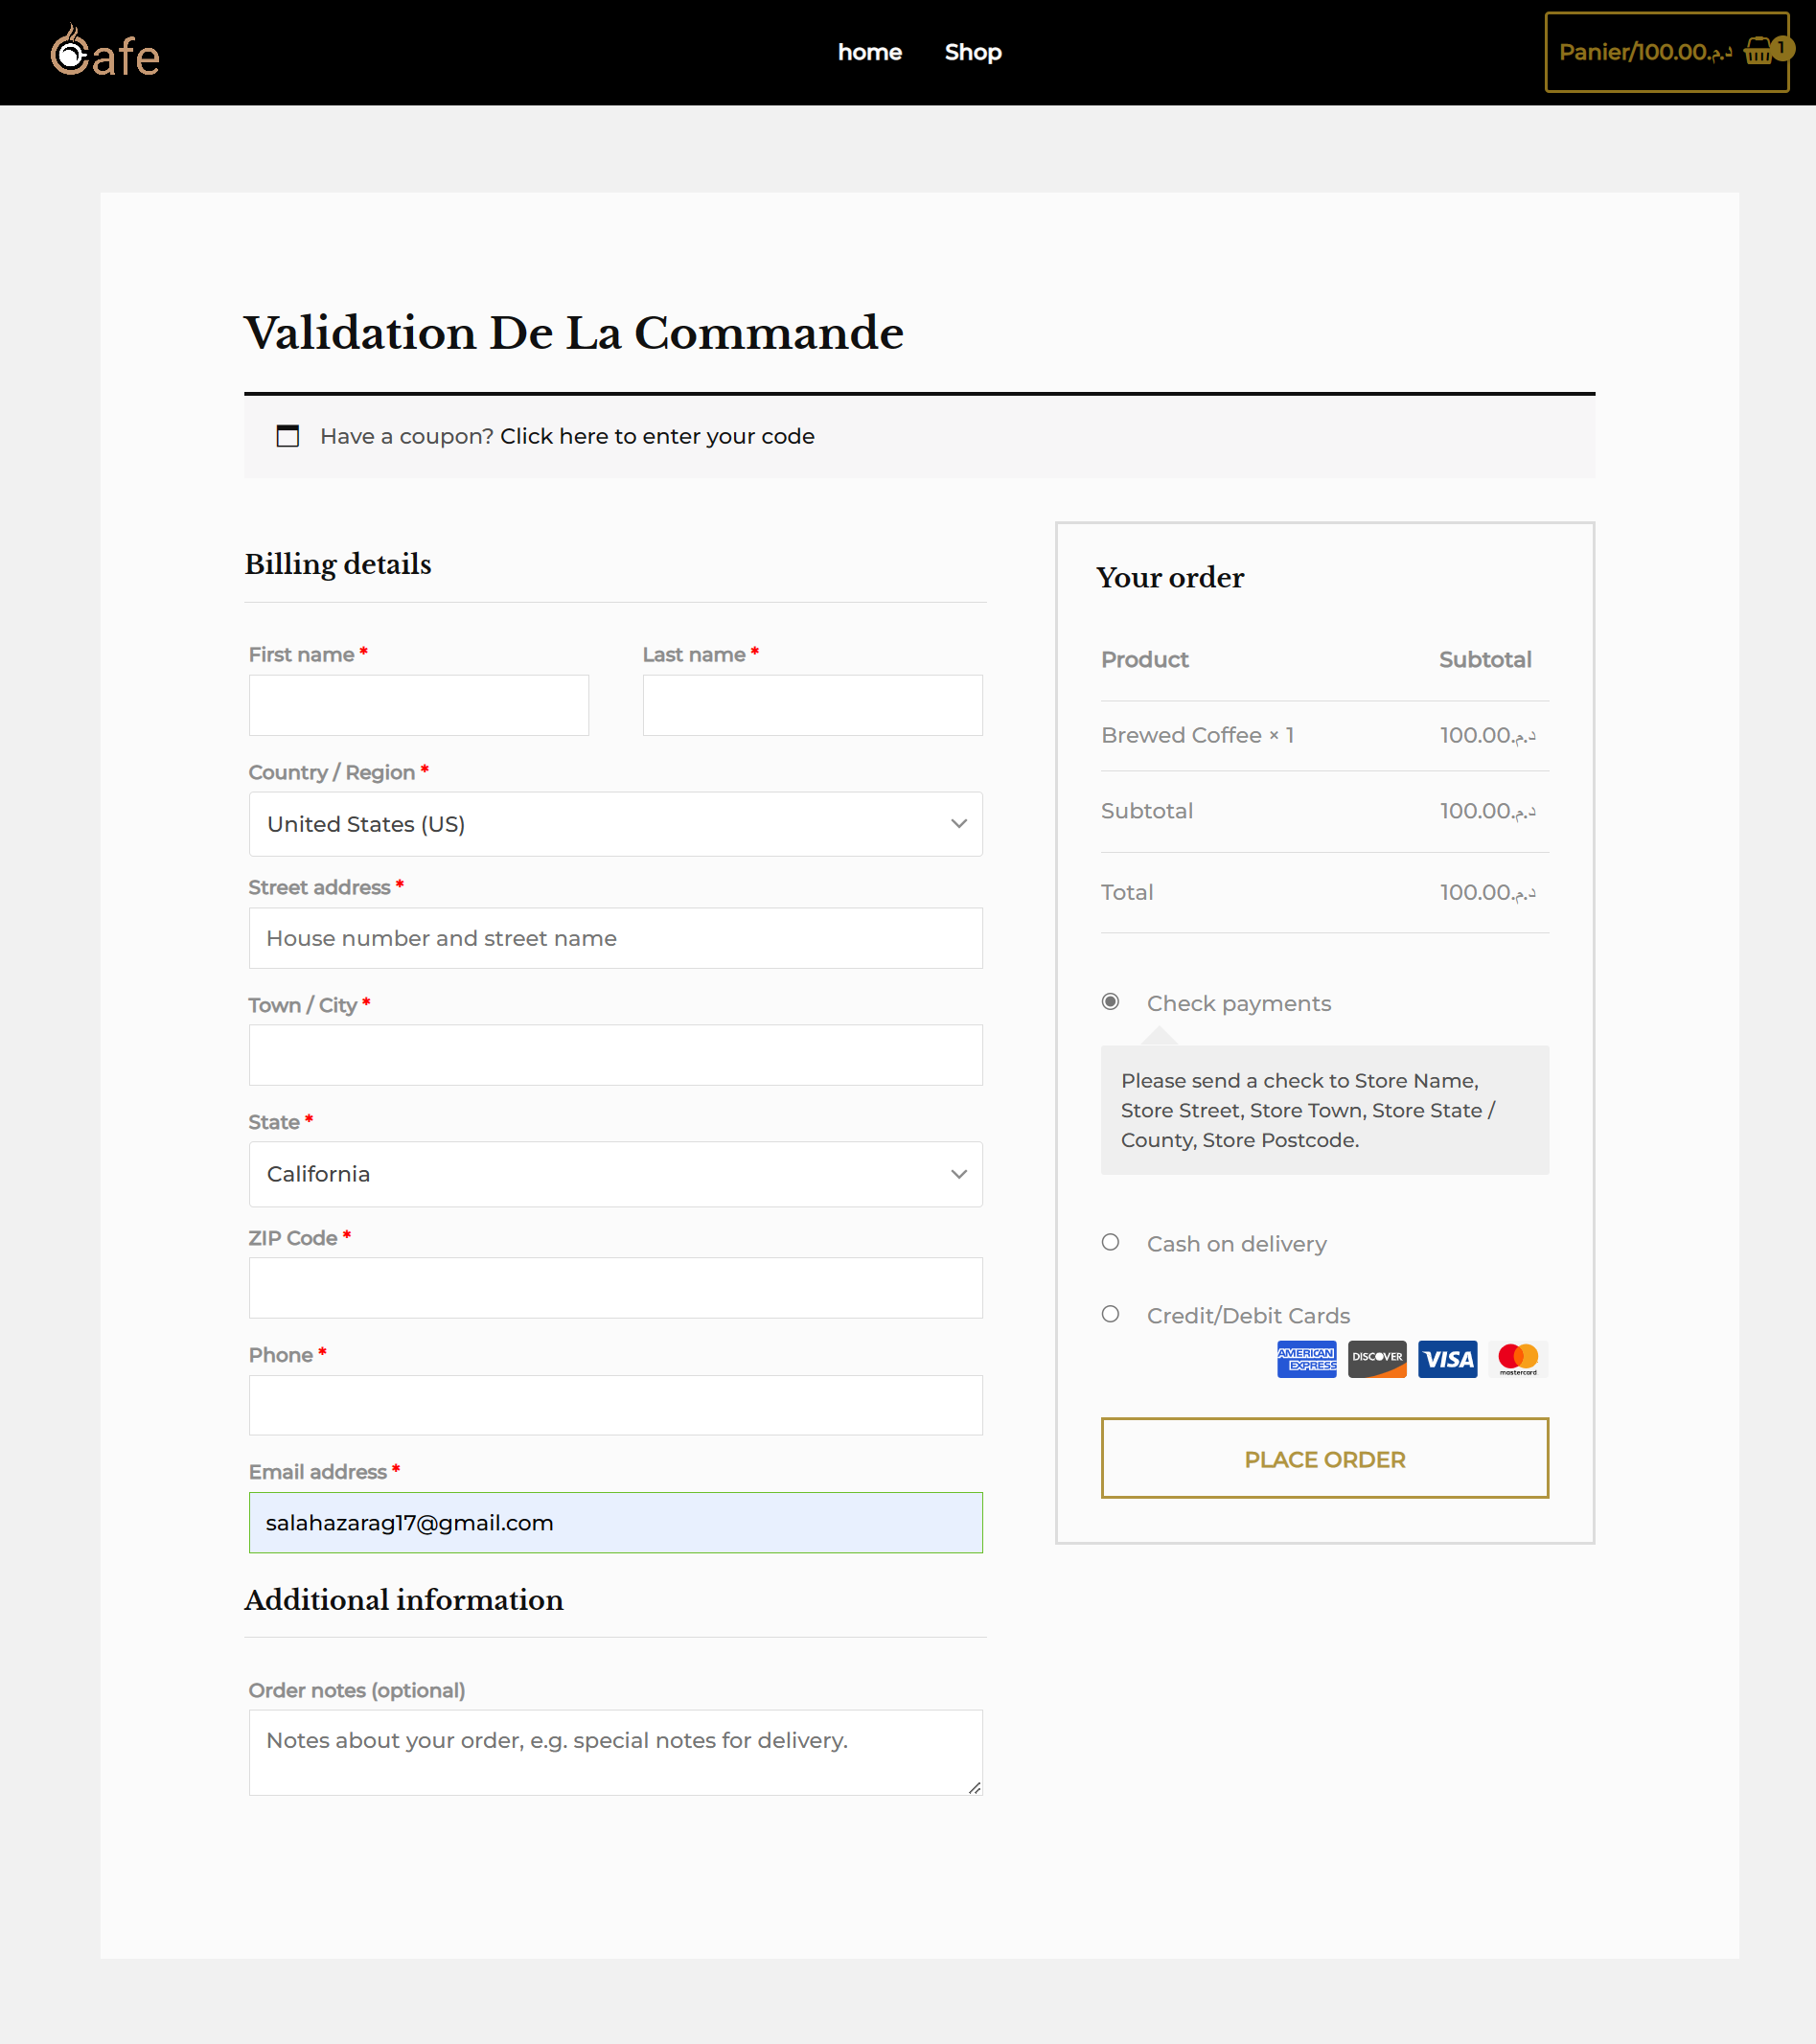 Cafe
home
Shop
Panier/100.00د.م.
1
Validation De La Commande
Have a coupon? Click here to enter your code
Billing details
First name *
Last name *
Country / Region *
United States (US)
Street address *
House number and street name
Town / City *
State *
California
ZIP Code *
Phone *
Email address *
salahazarag17@gmail.com
Additional information
Order notes (optional)
Notes about your order, e.g. special notes for delivery.
Your order
Product Subtotal
Brewed Coffee × 1 100.00د.م.
Subtotal 100.00د.م.
Total 100.00د.م.
Check payments
Please send a check to Store Name,
Store Street, Store Town, Store State /
County, Store Postcode.
Cash on delivery
Credit/Debit Cards
AMERICAN
EXPRESS
DISCOVER
VISA
mastercard
PLACE ORDER